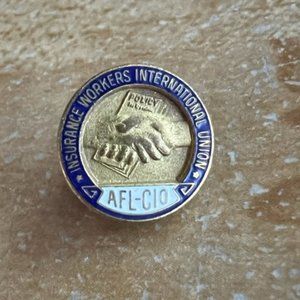 INSURANCE WORKERS INTERNATIONAL UNION
POLICY
AFL-CIO